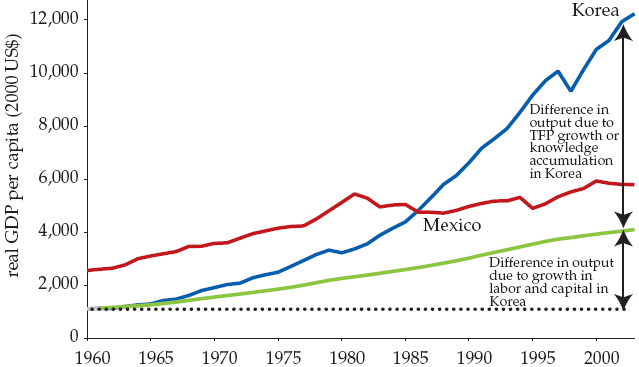 Korea
12,000
10,000
8,000
6,000
4,000
2,000
0
real GDP per capita (2000 US$)
Difference in
output due to
TFP growth or
knowledge
accumulation
in Korea
Mexico
Difference in output
due to growth in
labor and capital in
Korea
1960 1965 1970 1975 1980 1985 1990 1995 2000